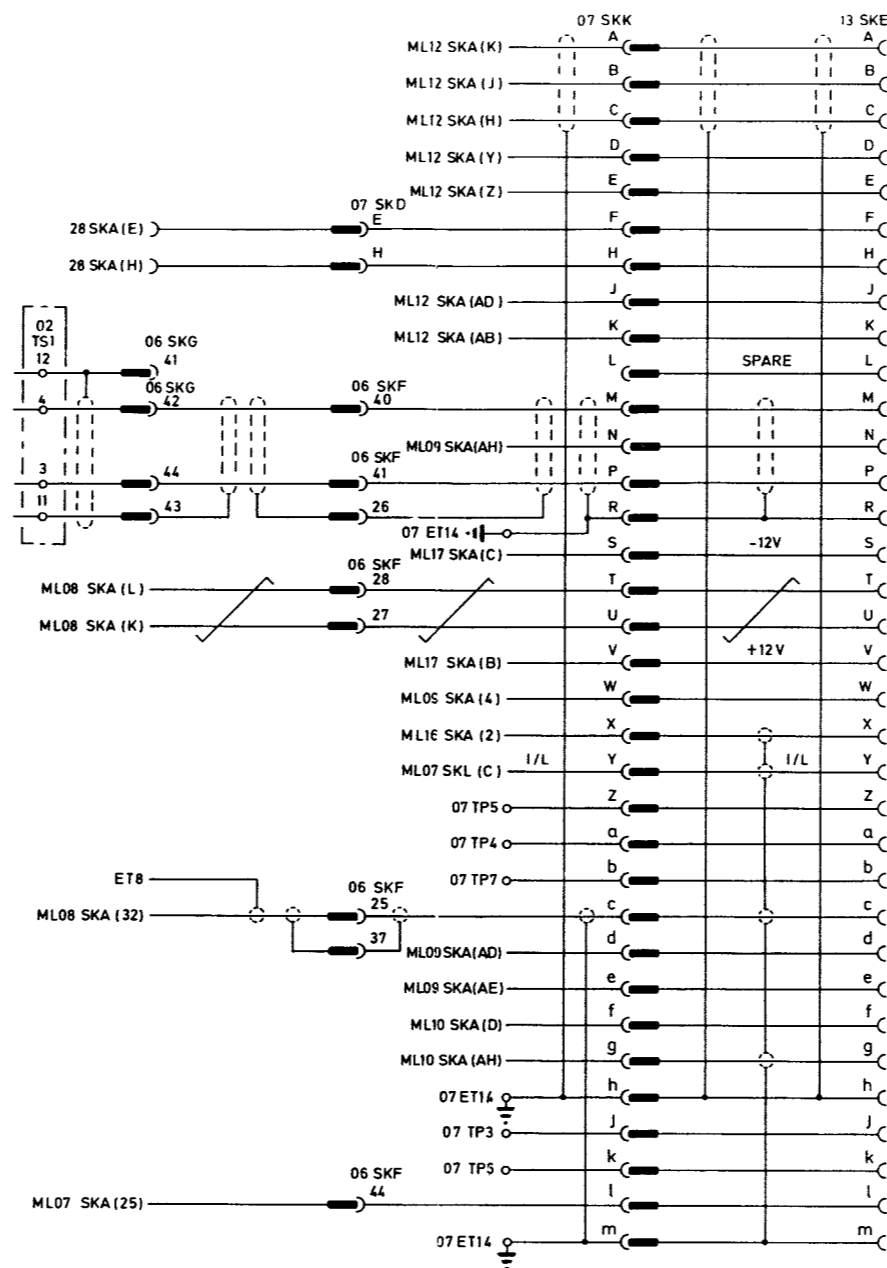 07 SKK 13 SKE
ML12 SKA (K) A A
ML12 SKA (J) B B
ML12 SKA (H) C C
ML12 SKA (Y) D D
ML12 SKA (Z) E E
07 SKD
28 SKA (E) E F F
28 SKA (H) H H H
ML12 SKA (AD) J J
ML12 SKA (AB) K K
02
TS1
06 SKG
12 41 L SPARE L
06 SKG 06 SKF
4 42 40 M M
ML09 SKA(AH) N N
06 SKF
3 44 41 P P
11 43 26 R R
07 ET14
ML17 SKA(C) S -12V S
06 SKF
ML08 SKA (L) 28 T T
ML08 SKA (K) 27 U U
ML17 SKA (B) V +12V V
ML09 SKA (4) W W
ML16 SKA (2) X X
ML07 SKL (C) I/L Y I/L Y
07 TP5 Z Z
07 TP4 a a
07 TP7 b b
ET8
06 SKF
ML08 SKA (32) 25 c c
37
ML09 SKA(AD) d d
ML09 SKA(AE) e e
ML10 SKA (D) f f
ML10 SKA (AH) g g
07 ET14 h h
07 TP3 j j
07 TP5 k k
06 SKF
ML07 SKA (25) 44 l l
07 ET14 m m